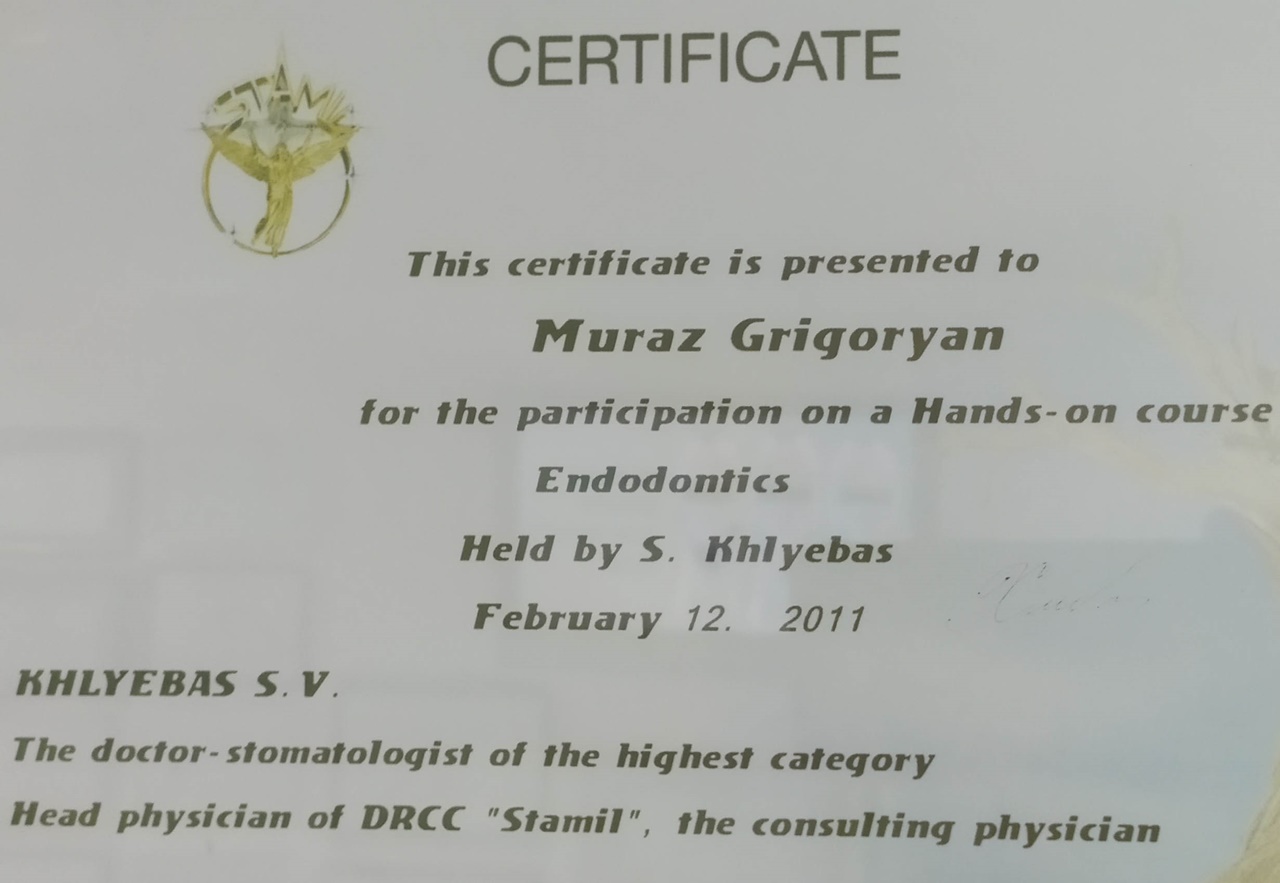 CERTIFICATE
This certificate is presented to
Muraz Grigoryan
for the participation on a Hands-on course
Endodontics
Held by S. Khlyebas
February 12. 2011
KHLYEBAS S.V.
The doctor-stomatologist of the highest category
Head physician of DRCC "Stamil", the consulting physician